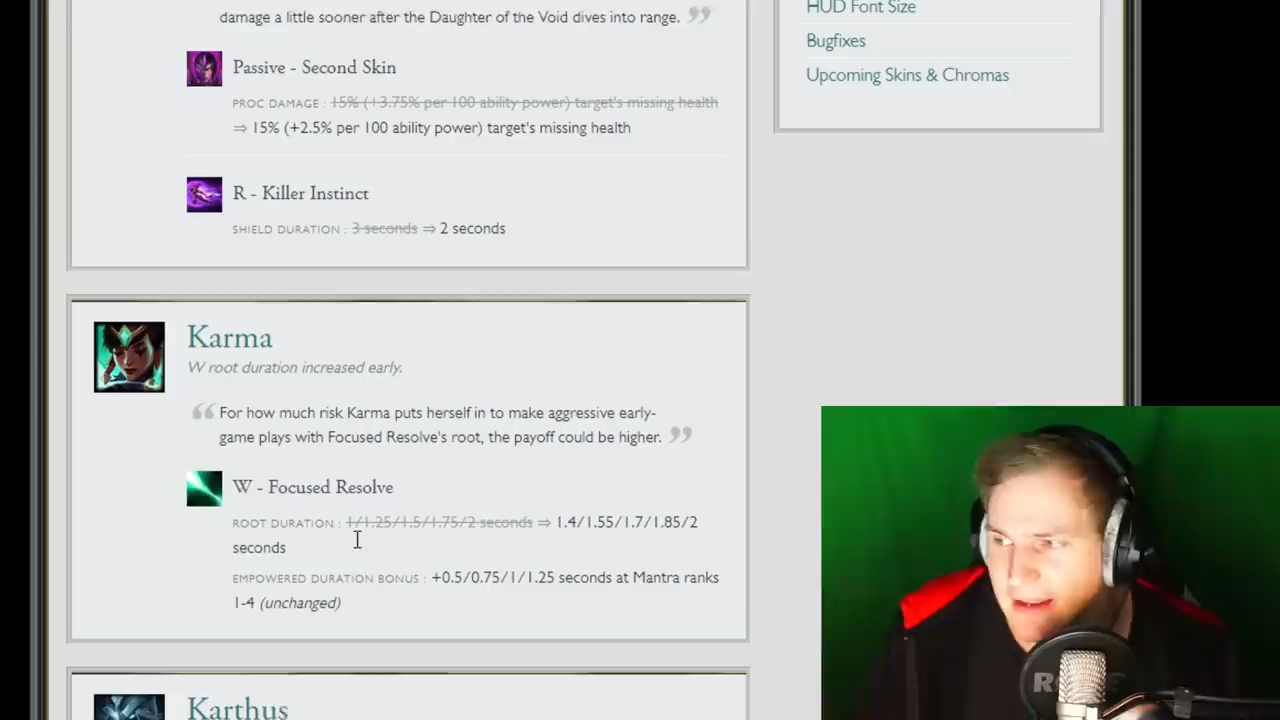 damage a little sooner after the Daughter of the Void dives into range. ”
Passive - Second Skin
PROC DAMAGE : 15% (+3.75% per 100 ability power) target's missing health
⇒ 15% (+2.5% per 100 ability power) target's missing health
R - Killer Instinct
SHIELD DURATION : 3 seconds ⇒ 2 seconds
Karma
W root duration increased early.
“ For how much risk Karma puts herself in to make aggressive early-
game plays with Focused Resolve's root, the payoff could be higher. ”
W - Focused Resolve
ROOT DURATION : 1/1.25/1.5/1.75/2 seconds ⇒ 1.4/1.55/1.7/1.85/2
seconds
EMPOWERED DURATION BONUS : +0.5/0.75/1/1.25 seconds at Mantra ranks
1-4 (unchanged)
Karthus
HUD Font Size
Bugfixes
Upcoming Skins & Chromas